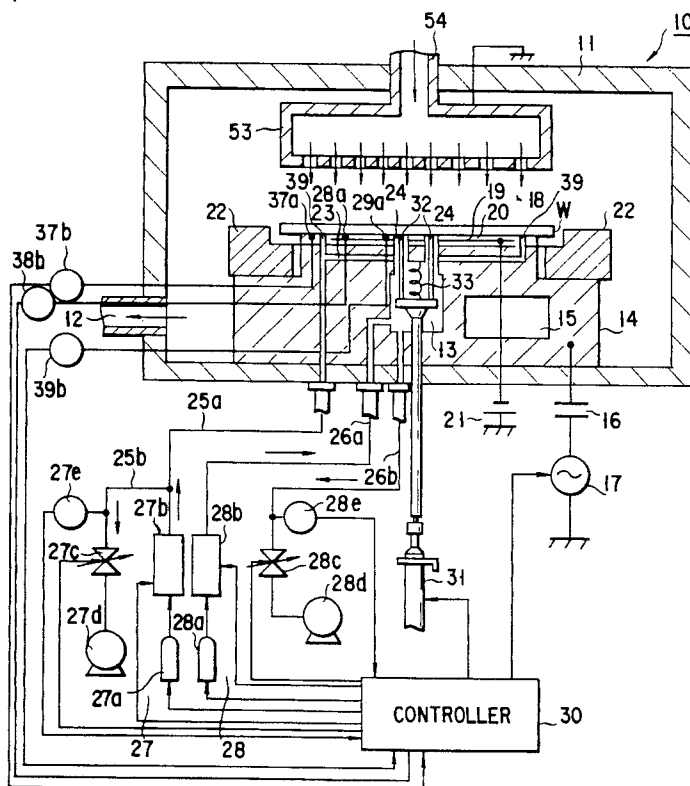 54
10
11
53
39 28a 24 32 19 18 39
37a 23 29a 24 20 W
22
22
37b
38b
33
12
15
14
13
39b
25a
21
16
26a
26b
25b
17
27e
27b
28b
28e
27c
28c
31
27d
28a
28d
27a
CONTROLLER
30
27
28